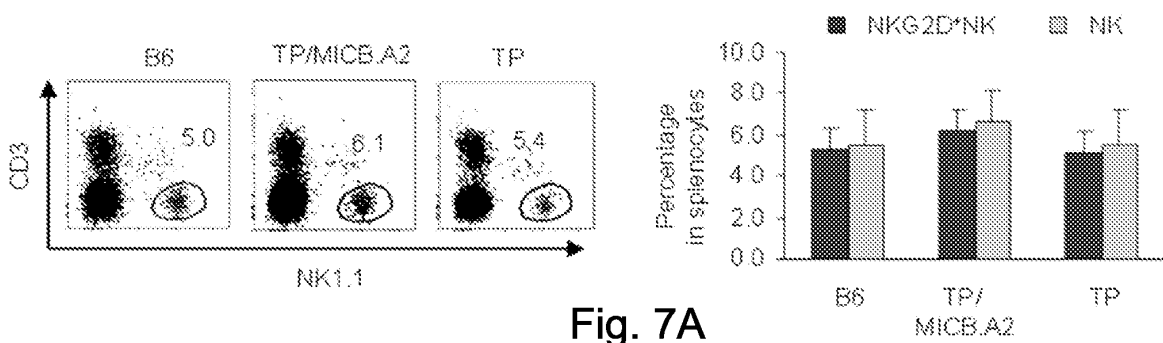 B6
TP/MICB.A2
TP
5.0
6.1
5.4
CD3
NK1.1
NKG2D*NK
NK
10.0
8.0
6.0
4.0
2.0
0.0
Percentage
in splenocytes
B6
TP/
MICB.A2
TP
Fig. 7A